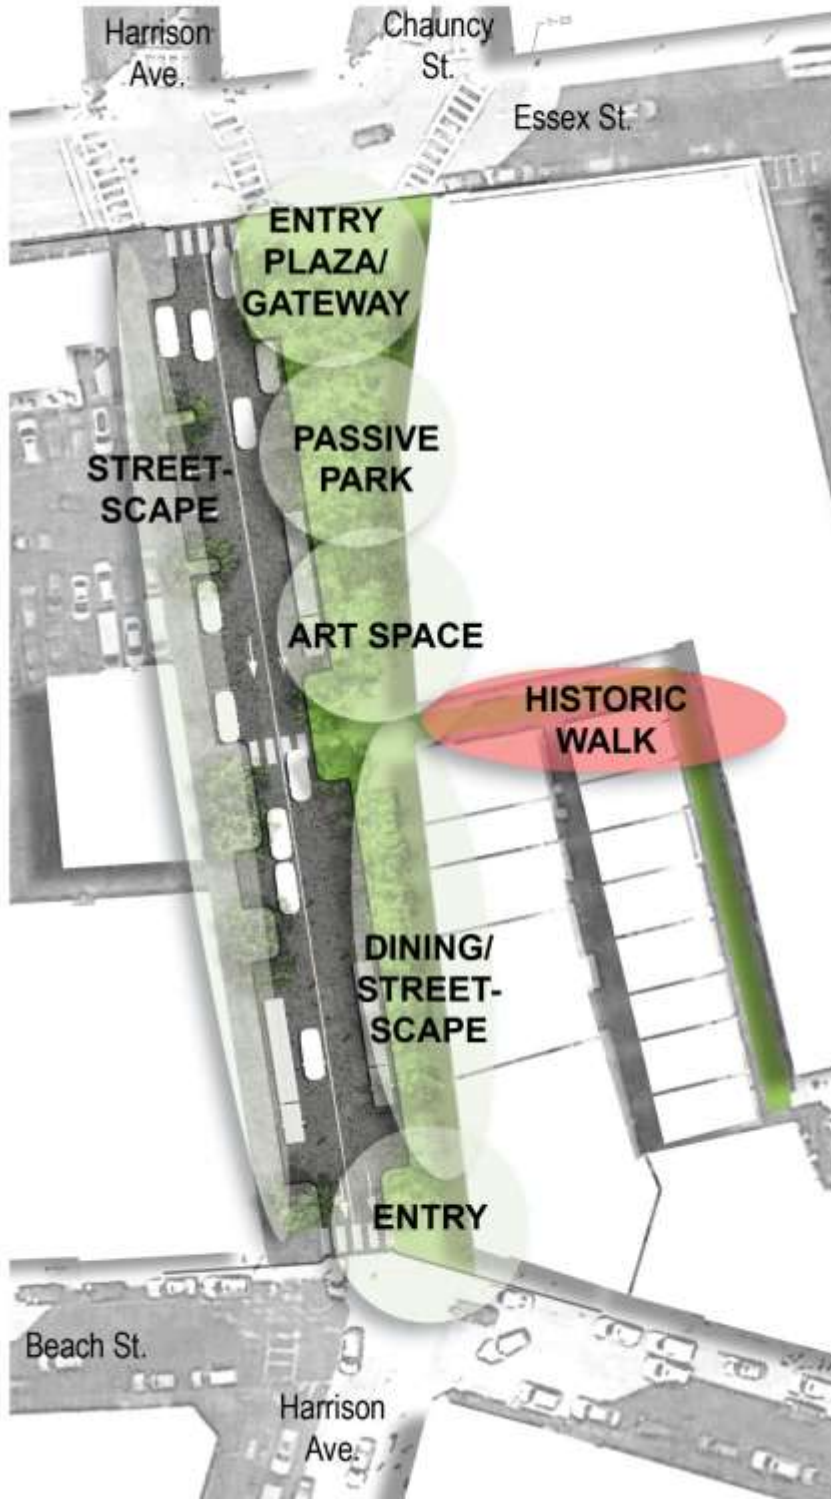 Harrison
Ave.
Chauncy
St.
Essex St.
ENTRY
PLAZA/
GATEWAY
PASSIVE
PARK
STREET-
SCAPE
ART SPACE
HISTORIC
WALK
DINING/
STREET-
SCAPE
ENTRY
Beach St.
Harrison
Ave.